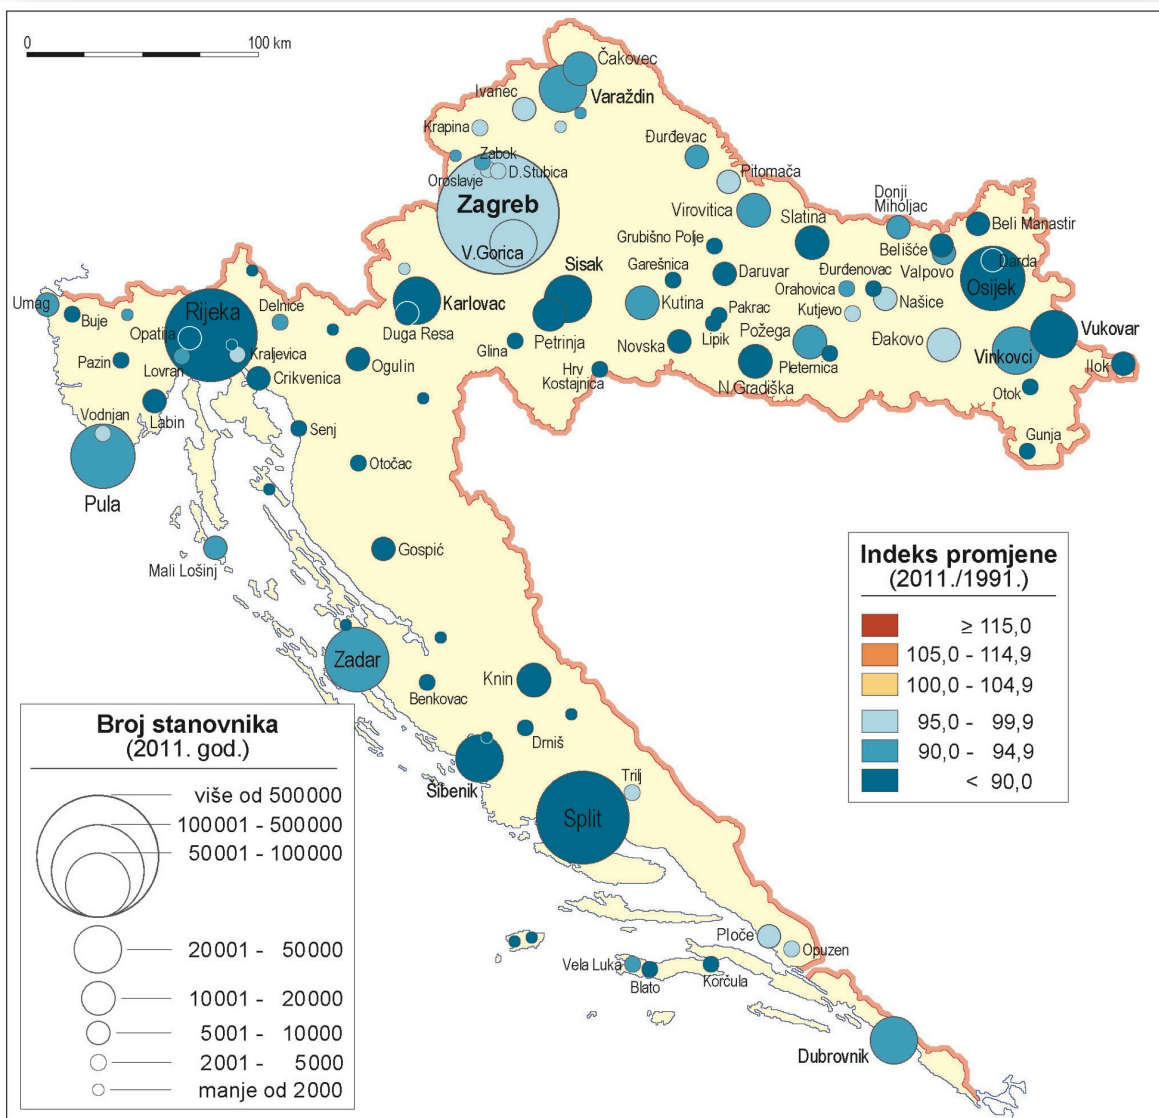 0
100 km
Čakovec
Ivanec
Varaždin
Krapina
Đurđevac
Zabok
Oroslavje
D.Stubica
Pitomača
Zagreb
Virovitica
Donji
Miholjac
Slatina
Beli Manastir
V.Gorica
Grubišno Polje
Belišće
Valpovo
Darda
Sisak
Garešnica
Daruvar
Đurđenovac
Osijek
Umag
Buje
Rijeka
Delnice
Karlovac
Kutina
Orahovica
Našice
Opatija
Duga Resa
Petrinja
Pakrac
Kutjevo
Vukovar
Pazin
Lovran
Kraljevica
Glina
Novska
Lipik
Požega
Đakovo
Vinkovci
Crikvenica
Ogulin
Hrv
Kostajnica
N.Gradiška
Pleternica
Ilok
Otok
Vodnjan
Labin
Senj
Gunja
Pula
Otočac
Mali Lošinj
Gospić
Zadar
Benkovac
Knin
Drniš
Šibenik
Trilj
Split
Ploče
Opuzen
Vela Luka
Blato
Korčula
Dubrovnik
Indeks promjene
(2011./1991.)
≥ 115,0
105,0 - 114,9
100,0 - 104,9
95,0 - 99,9
90,0 - 94,9
< 90,0
Broj stanovnika
(2011. god.)
više od 500000
100001 - 500000
50001 - 100000
20001 - 50000
10001 - 20000
5001 - 10000
2001 - 5000
manje od 2000